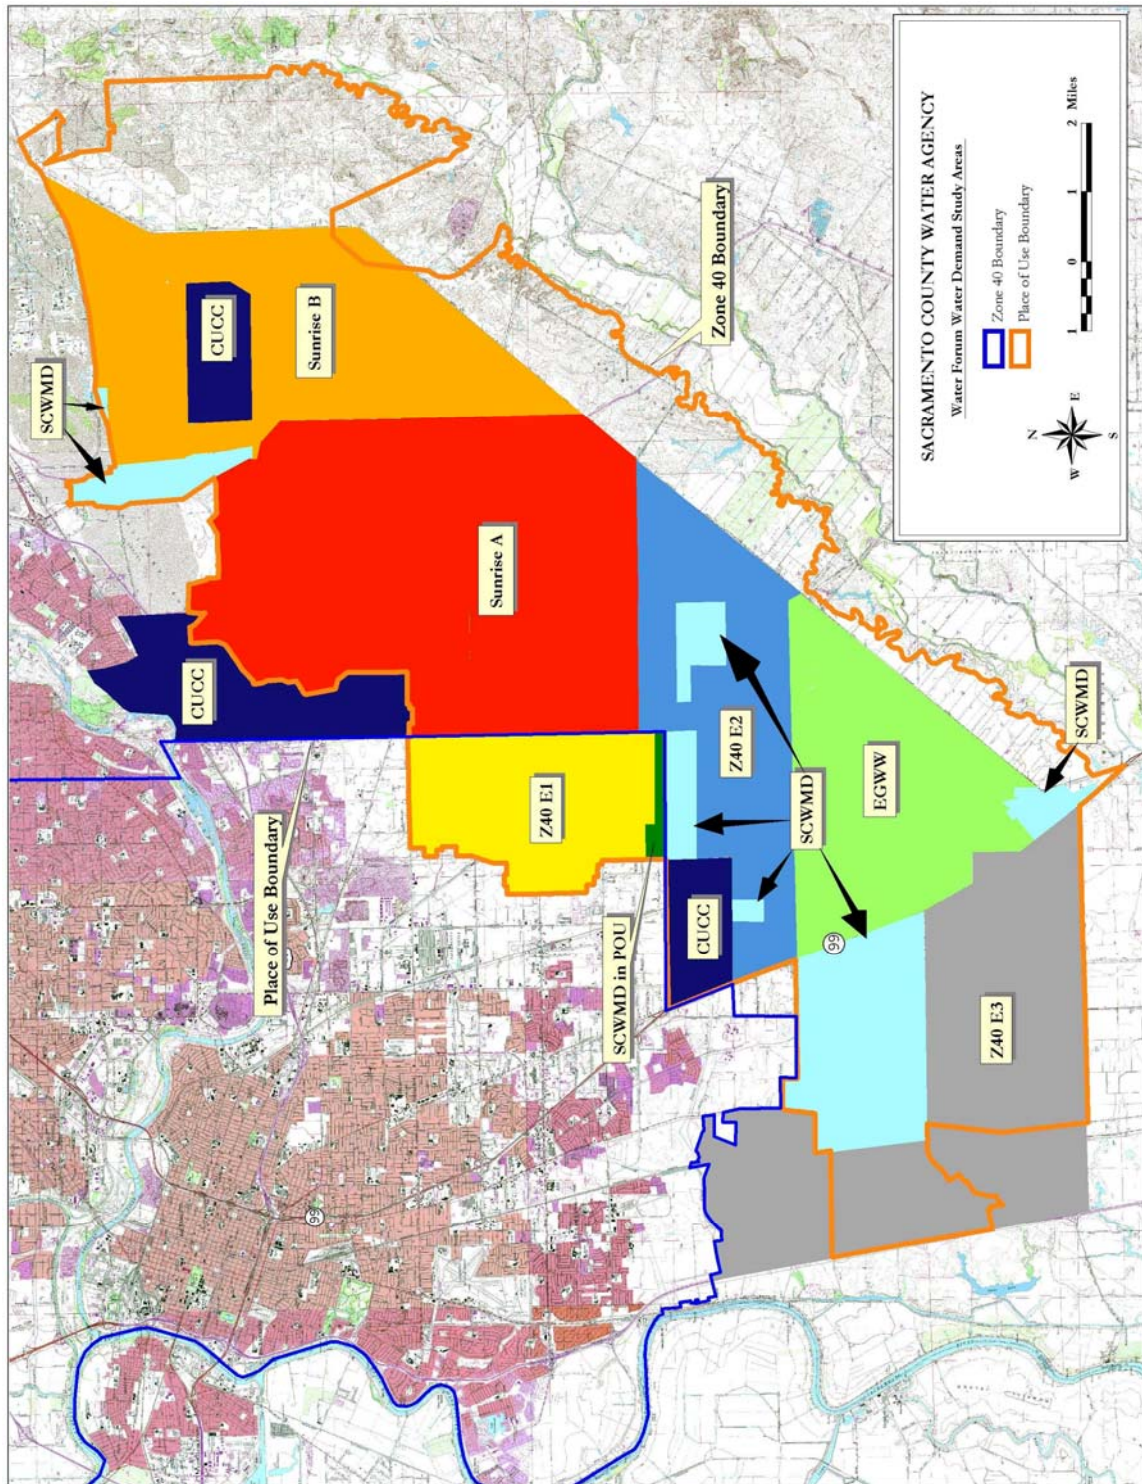 SCWMD
CUCC
Sunrise B
CUCC
Sunrise A
Zone 40 Boundary
Place of Use Boundary
Z40 E1
SCWMD in POU
Z40 E2
CUCC
SCWMD
EGWW
SCWMD
99
99
Z40 E3
SACRAMENTO COUNTY WATER AGENCY
Water Forum Water Demand Study Areas
Zone 40 Boundary
Place of Use Boundary
N
W
E
S
1 0 1 2 Miles